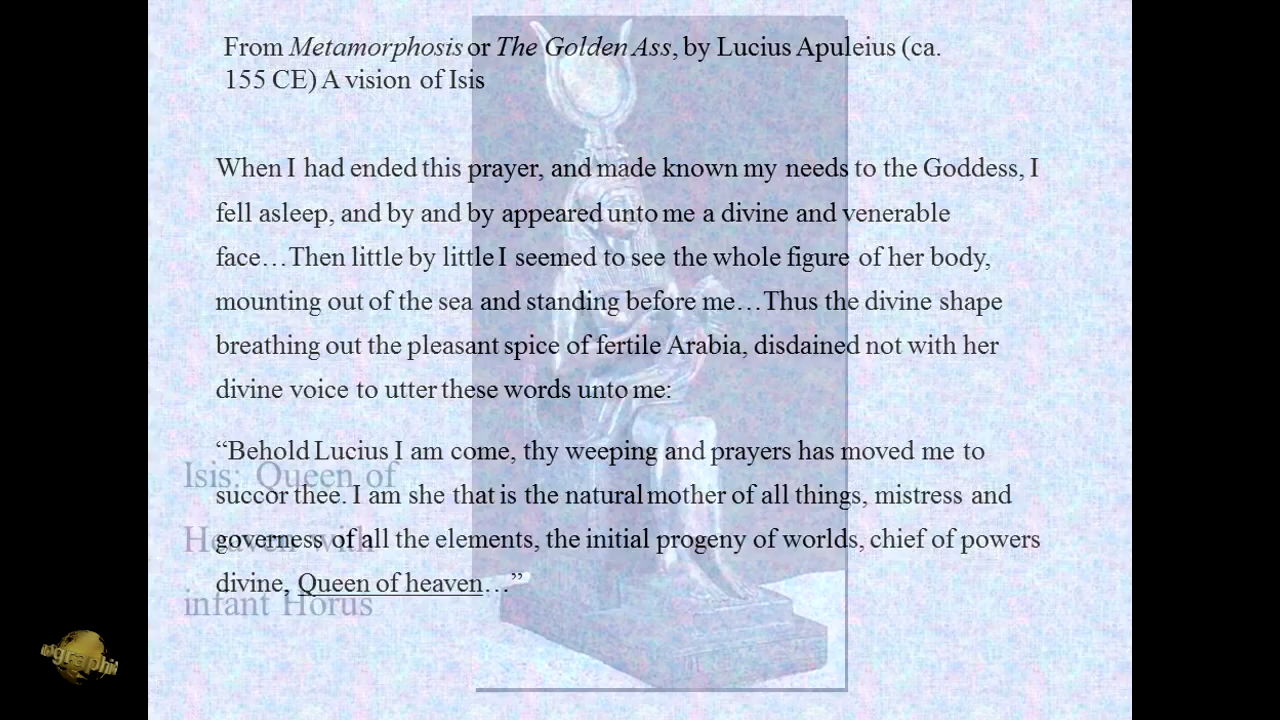 From Metamorphosis or The Golden Ass, by Lucius Apuleius (ca.
155 CE) A vision of Isis
When I had ended this prayer, and made known my needs to the Goddess, I
fell asleep, and by and by appeared unto me a divine and venerable
face…Then little by little I seemed to see the whole figure of her body,
mounting out of the sea and standing before me…Thus the divine shape
breathing out the pleasant spice of fertile Arabia, disdained not with her
divine voice to utter these words unto me:
“Behold Lucius I am come, thy weeping and prayers has moved me to
succor thee. I am she that is the natural mother of all things, mistress and
governess of all the elements, the initial progeny of worlds, chief of powers
divine, Queen of heaven…”
Isis: Queen of
Heaven with
infant Horus